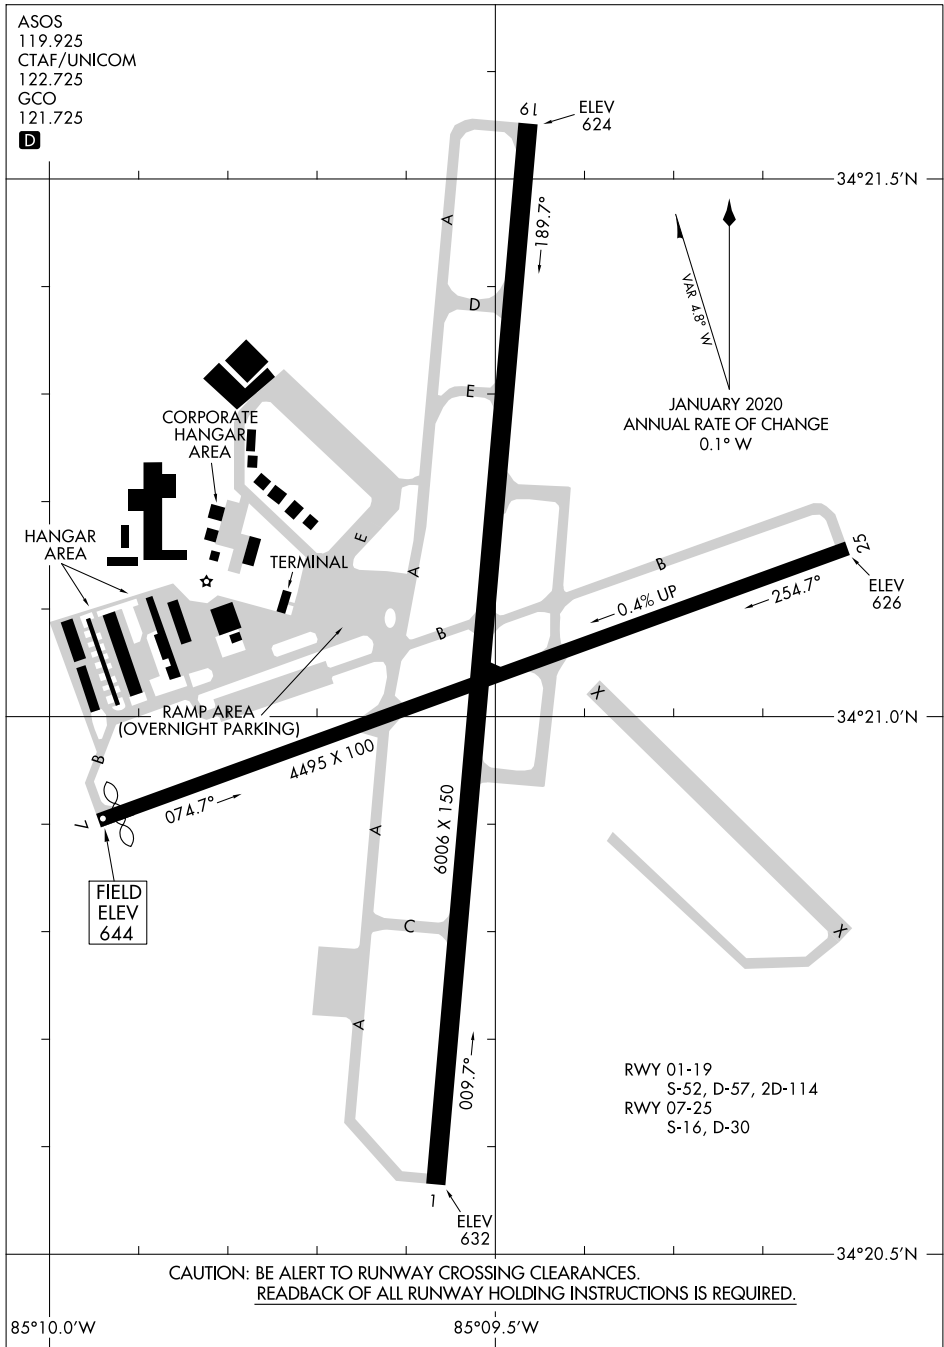 ASOS
119.925
CTAF/UNICOM
122.725
GCO
121.725
D
19
ELEV
624
34°21.5'N
A
189.7°
D
VAR 4.8° W
E
JANUARY 2020
ANNUAL RATE OF CHANGE
0.1° W
CORPORATE
HANGAR
AREA
HANGAR
AREA
E
TERMINAL
A
B
25
ELEV
626
0.4% UP
254.7°
B
X
RAMP AREA
(OVERNIGHT PARKING)
34°21.0'N
B
4495 X 100
074.7°
7
A
6006 X 150
FIELD
ELEV
644
C
X
A
009.7°
RWY 01-19
S-52, D-57, 2D-114
RWY 07-25
S-16, D-30
1
ELEV
632
34°20.5'N
CAUTION: BE ALERT TO RUNWAY CROSSING CLEARANCES.
READBACK OF ALL RUNWAY HOLDING INSTRUCTIONS IS REQUIRED.
85°10.0'W
85°09.5'W